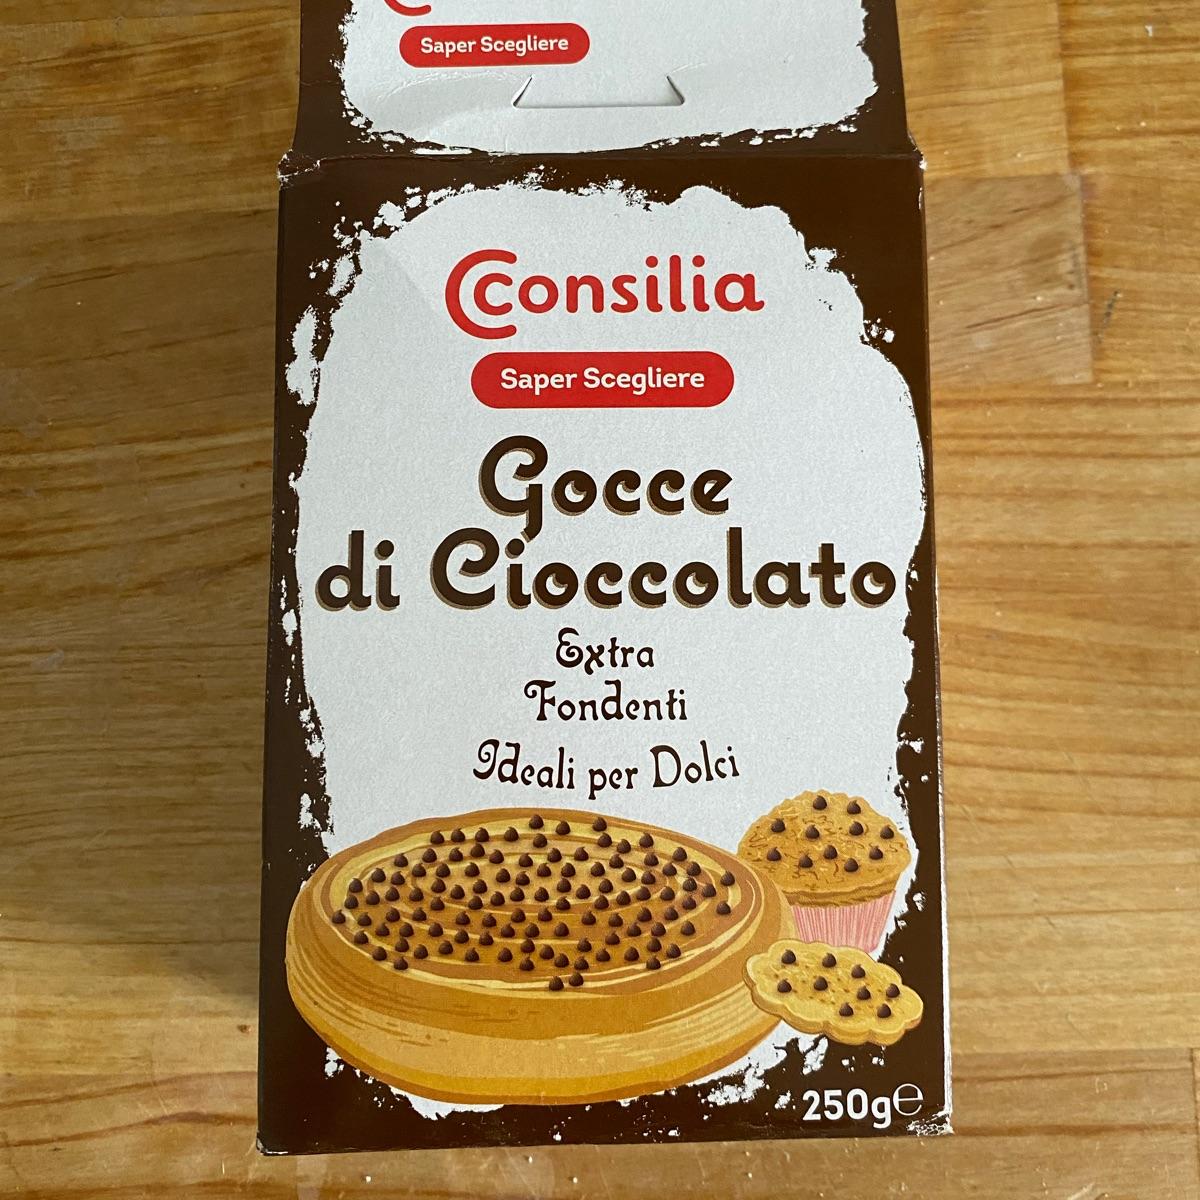 Saper Scegliere
Consilia
Saper Scegliere
Gocce
di Cioccolato
Extra
Fondenti
Ideali per Dolci
250g℮